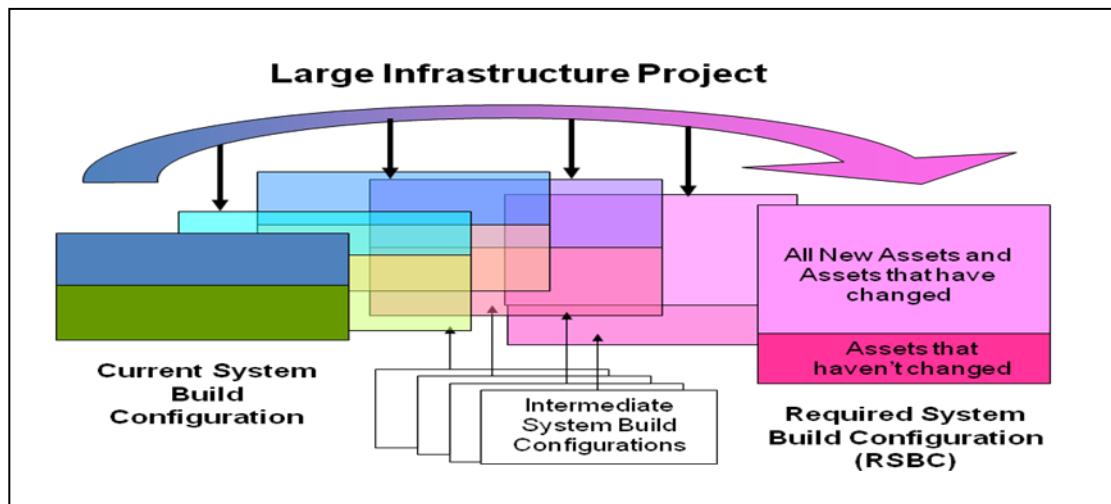 Large Infrastructure Project
All New Assets and
Assets that have
changed
Assets that
haven't changed
Current System
Build
Configuration
Intermediate
System Build
Configurations
Required System
Build Configuration
(RSBC)